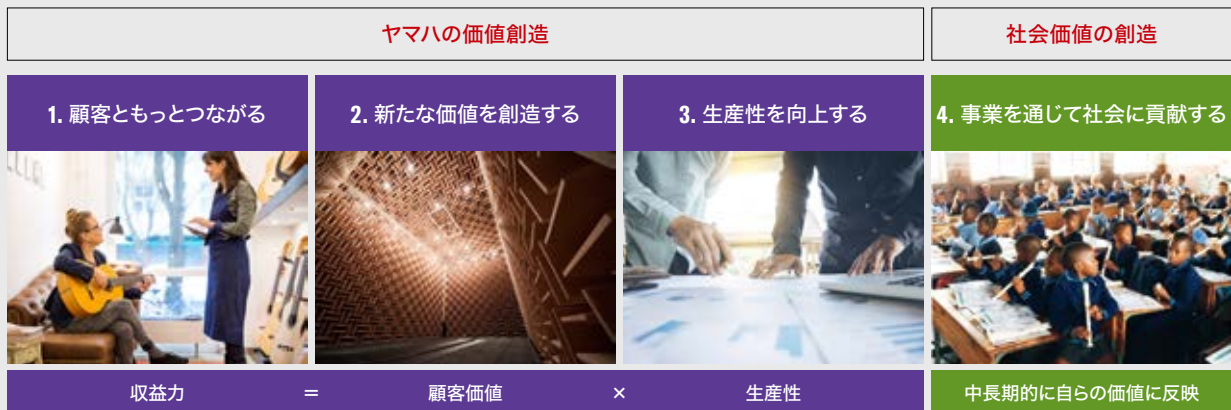 ヤマハの価値創造
社会価値の創造
1. 顧客ともっとつながる
2. 新たな価値を創造する
3. 生産性を向上する
4. 事業を通じて社会に貢献する
収益力 = 顧客価値 × 生産性
中長期的に自らの価値に反映